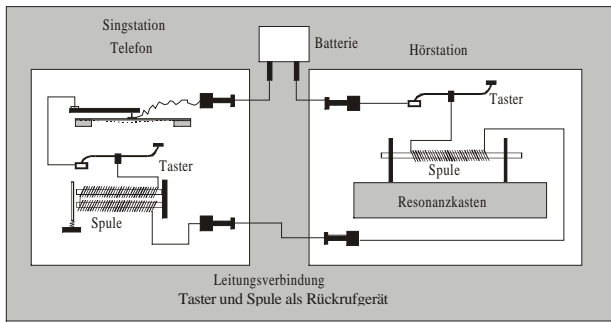 Singstation
Telefon
Batterie
Hörstation
Taster
Taster
Spule
Spule
Resonanzkasten
Leitungsverbindung
Taster und Spule als Rückrufgerät